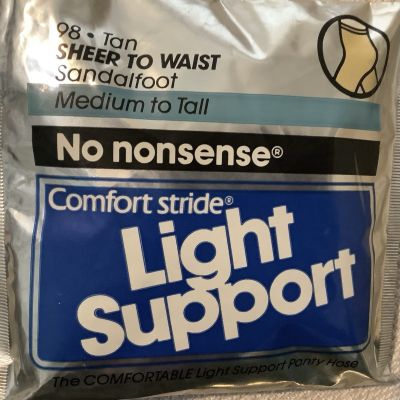 98 • Tan
SHEER TO WAIST
Sandalfoot
Medium to Tall
No nonsense®
Comfort stride®
Light
Support
The COMFORTABLE Light Support Panty Hose